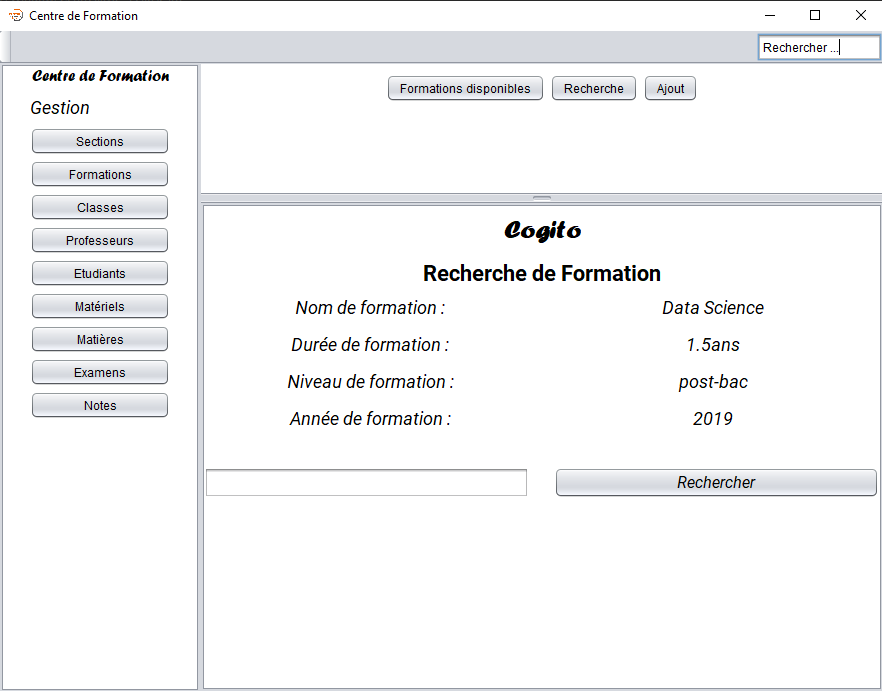 Centre de Formation
Rechercher ...
Centre de Formation
Gestion
Sections
Formations
Classes
Professeurs
Etudiants
Matériels
Matières
Examens
Notes
Formations disponibles Recherche Ajout
Cogito
Recherche de Formation
Nom de formation : Data Science
Durée de formation : 1.5ans
Niveau de formation : post-bac
Année de formation : 2019
Rechercher